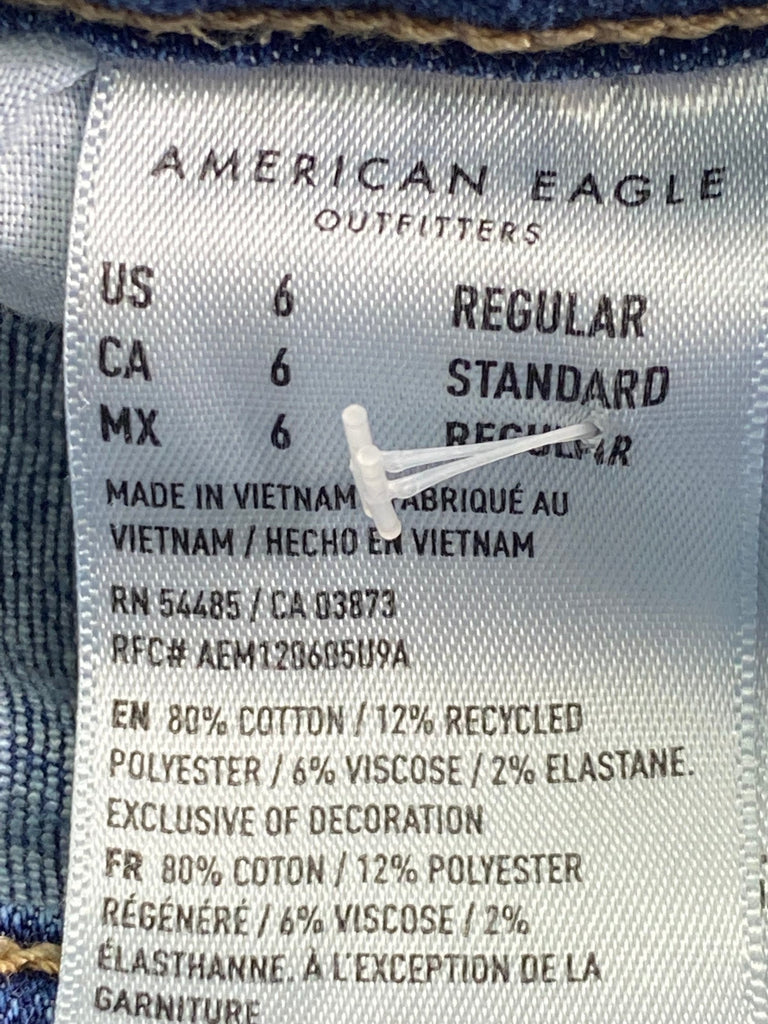 AMERICAN EAGLE
OUTFITTERS
US 6 REGULAR
CA 6 STANDARD
MX 6 REGULAR
MADE IN VIETNAM FABRIQUÉ AU
VIETNAM / HECHO EN VIETNAM
RN 54485 / CA 03873
RFC# AEM120605U9A
EN 80% COTTON / 12% RECYCLED
POLYESTER / 6% VISCOSE / 2% ELASTANE.
EXCLUSIVE OF DECORATION
FR 80% COTON / 12% POLYESTER
RÉGÉNÉRÉ / 6% VISCOSE / 2%
ÉLASTHANNE. À L'EXCEPTION DE LA
GARNITURE